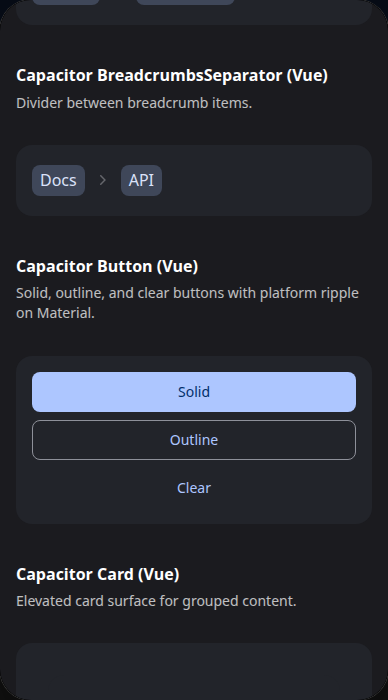 Capacitor BreadcrumbsSeparator (Vue)
Divider between breadcrumb items.
Docs > API
Capacitor Button (Vue)
Solid, outline, and clear buttons with platform ripple
on Material.
Solid
Outline
Clear
Capacitor Card (Vue)
Elevated card surface for grouped content.